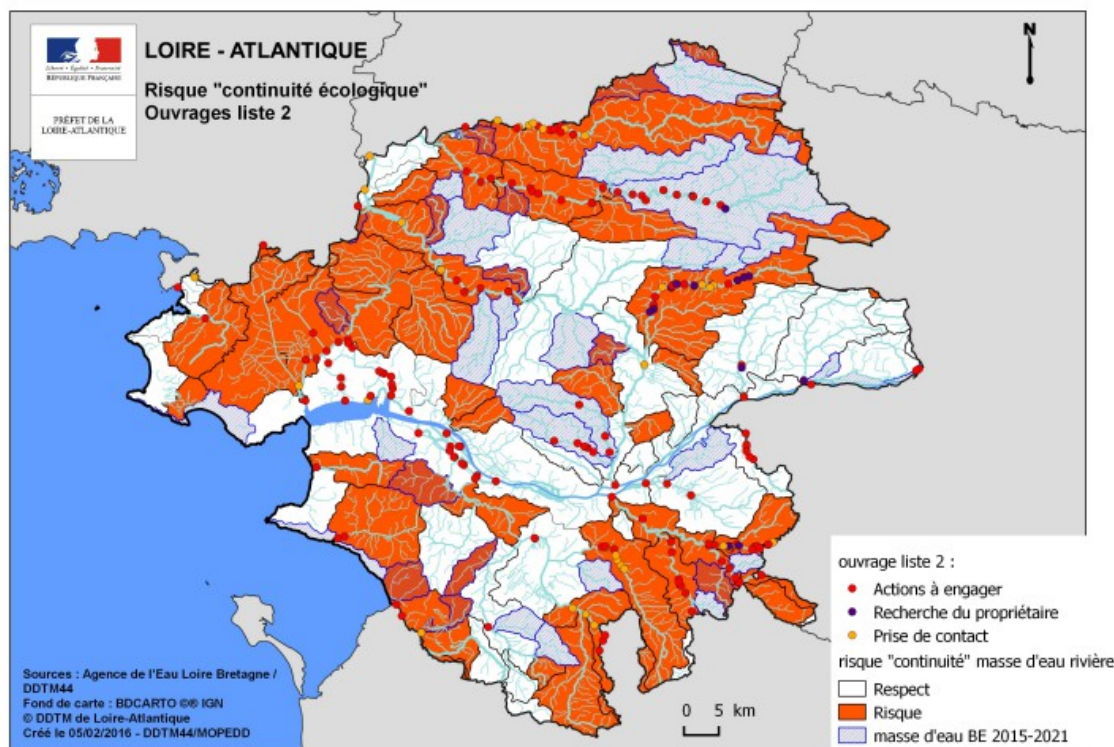 Liberté • Égalité • Fraternité
RÉPUBLIQUE FRANÇAISE
PRÉFET DE LA
LOIRE-ATLANTIQUE
LOIRE - ATLANTIQUE
Risque "continuité écologique"
Ouvrages liste 2
N
ouvrage liste 2 :
Actions à engager
Recherche du propriétaire
Prise de contact
risque "continuité" masse d'eau rivière
Respect
Risque
masse d'eau BE 2015-2021
0 5 km
Sources : Agence de l'Eau Loire Bretagne /
DDTM44
Fond de carte : BDCARTO ©® IGN
© DDTM de Loire-Atlantique
Créé le 05/02/2016 - DDTM44/MOPEDD